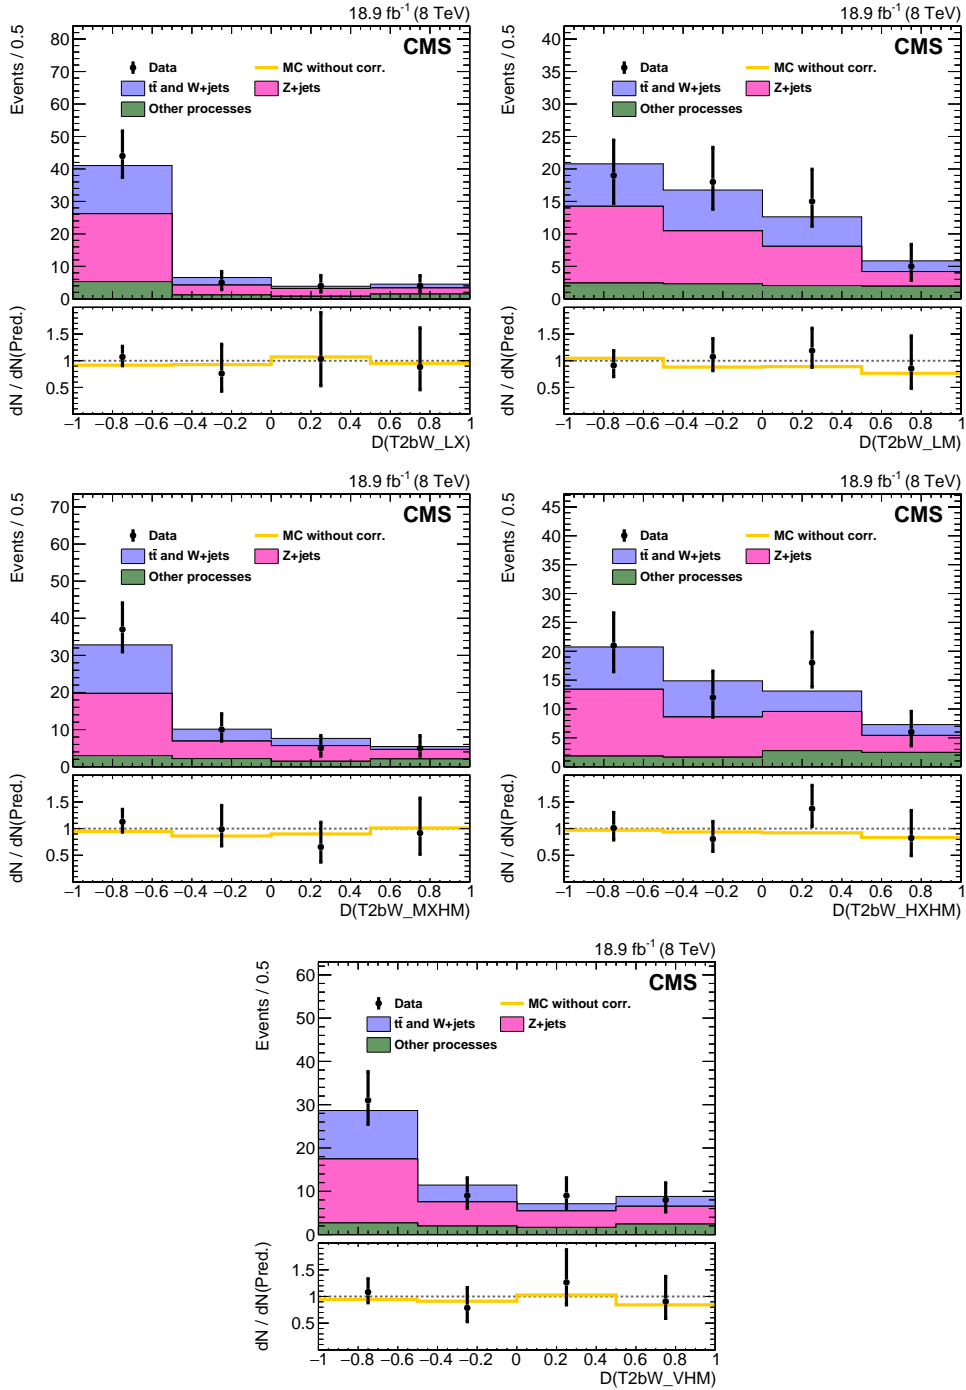 18.9 fb-1 (8 TeV)
CMS
Events / 0.5
80
70
60
50
40
30
20
10
0
Data
MC without corr.
tt̄ and W+jets
Z+jets
Other processes
dN / dN(Pred.)
1.5
1
0.5
−1 −0.8 −0.6 −0.4 −0.2 0 0.2 0.4 0.6 0.8 1
D(T2bW_LX)
18.9 fb-1 (8 TeV)
CMS
Events / 0.5
40
35
30
25
20
15
10
5
0
Data
MC without corr.
tt̄ and W+jets
Z+jets
Other processes
dN / dN(Pred.)
1.5
1
0.5
−1 −0.8 −0.6 −0.4 −0.2 0 0.2 0.4 0.6 0.8 1
D(T2bW_LM)
18.9 fb-1 (8 TeV)
CMS
Events / 0.5
70
60
50
40
30
20
10
0
Data
MC without corr.
tt̄ and W+jets
Z+jets
Other processes
dN / dN(Pred.)
1.5
1
0.5
−1 −0.8 −0.6 −0.4 −0.2 0 0.2 0.4 0.6 0.8 1
D(T2bW_MXHM)
18.9 fb-1 (8 TeV)
CMS
Events / 0.5
45
40
35
30
25
20
15
10
5
0
Data
MC without corr.
tt̄ and W+jets
Z+jets
Other processes
dN / dN(Pred.)
1.5
1
0.5
−1 −0.8 −0.6 −0.4 −0.2 0 0.2 0.4 0.6 0.8 1
D(T2bW_HXHM)
18.9 fb-1 (8 TeV)
CMS
Events / 0.5
60
50
40
30
20
10
0
Data
MC without corr.
tt̄ and W+jets
Z+jets
Other processes
dN / dN(Pred.)
1.5
1
0.5
−1 −0.8 −0.6 −0.4 −0.2 0 0.2 0.4 0.6 0.8 1
D(T2bW_VHM)